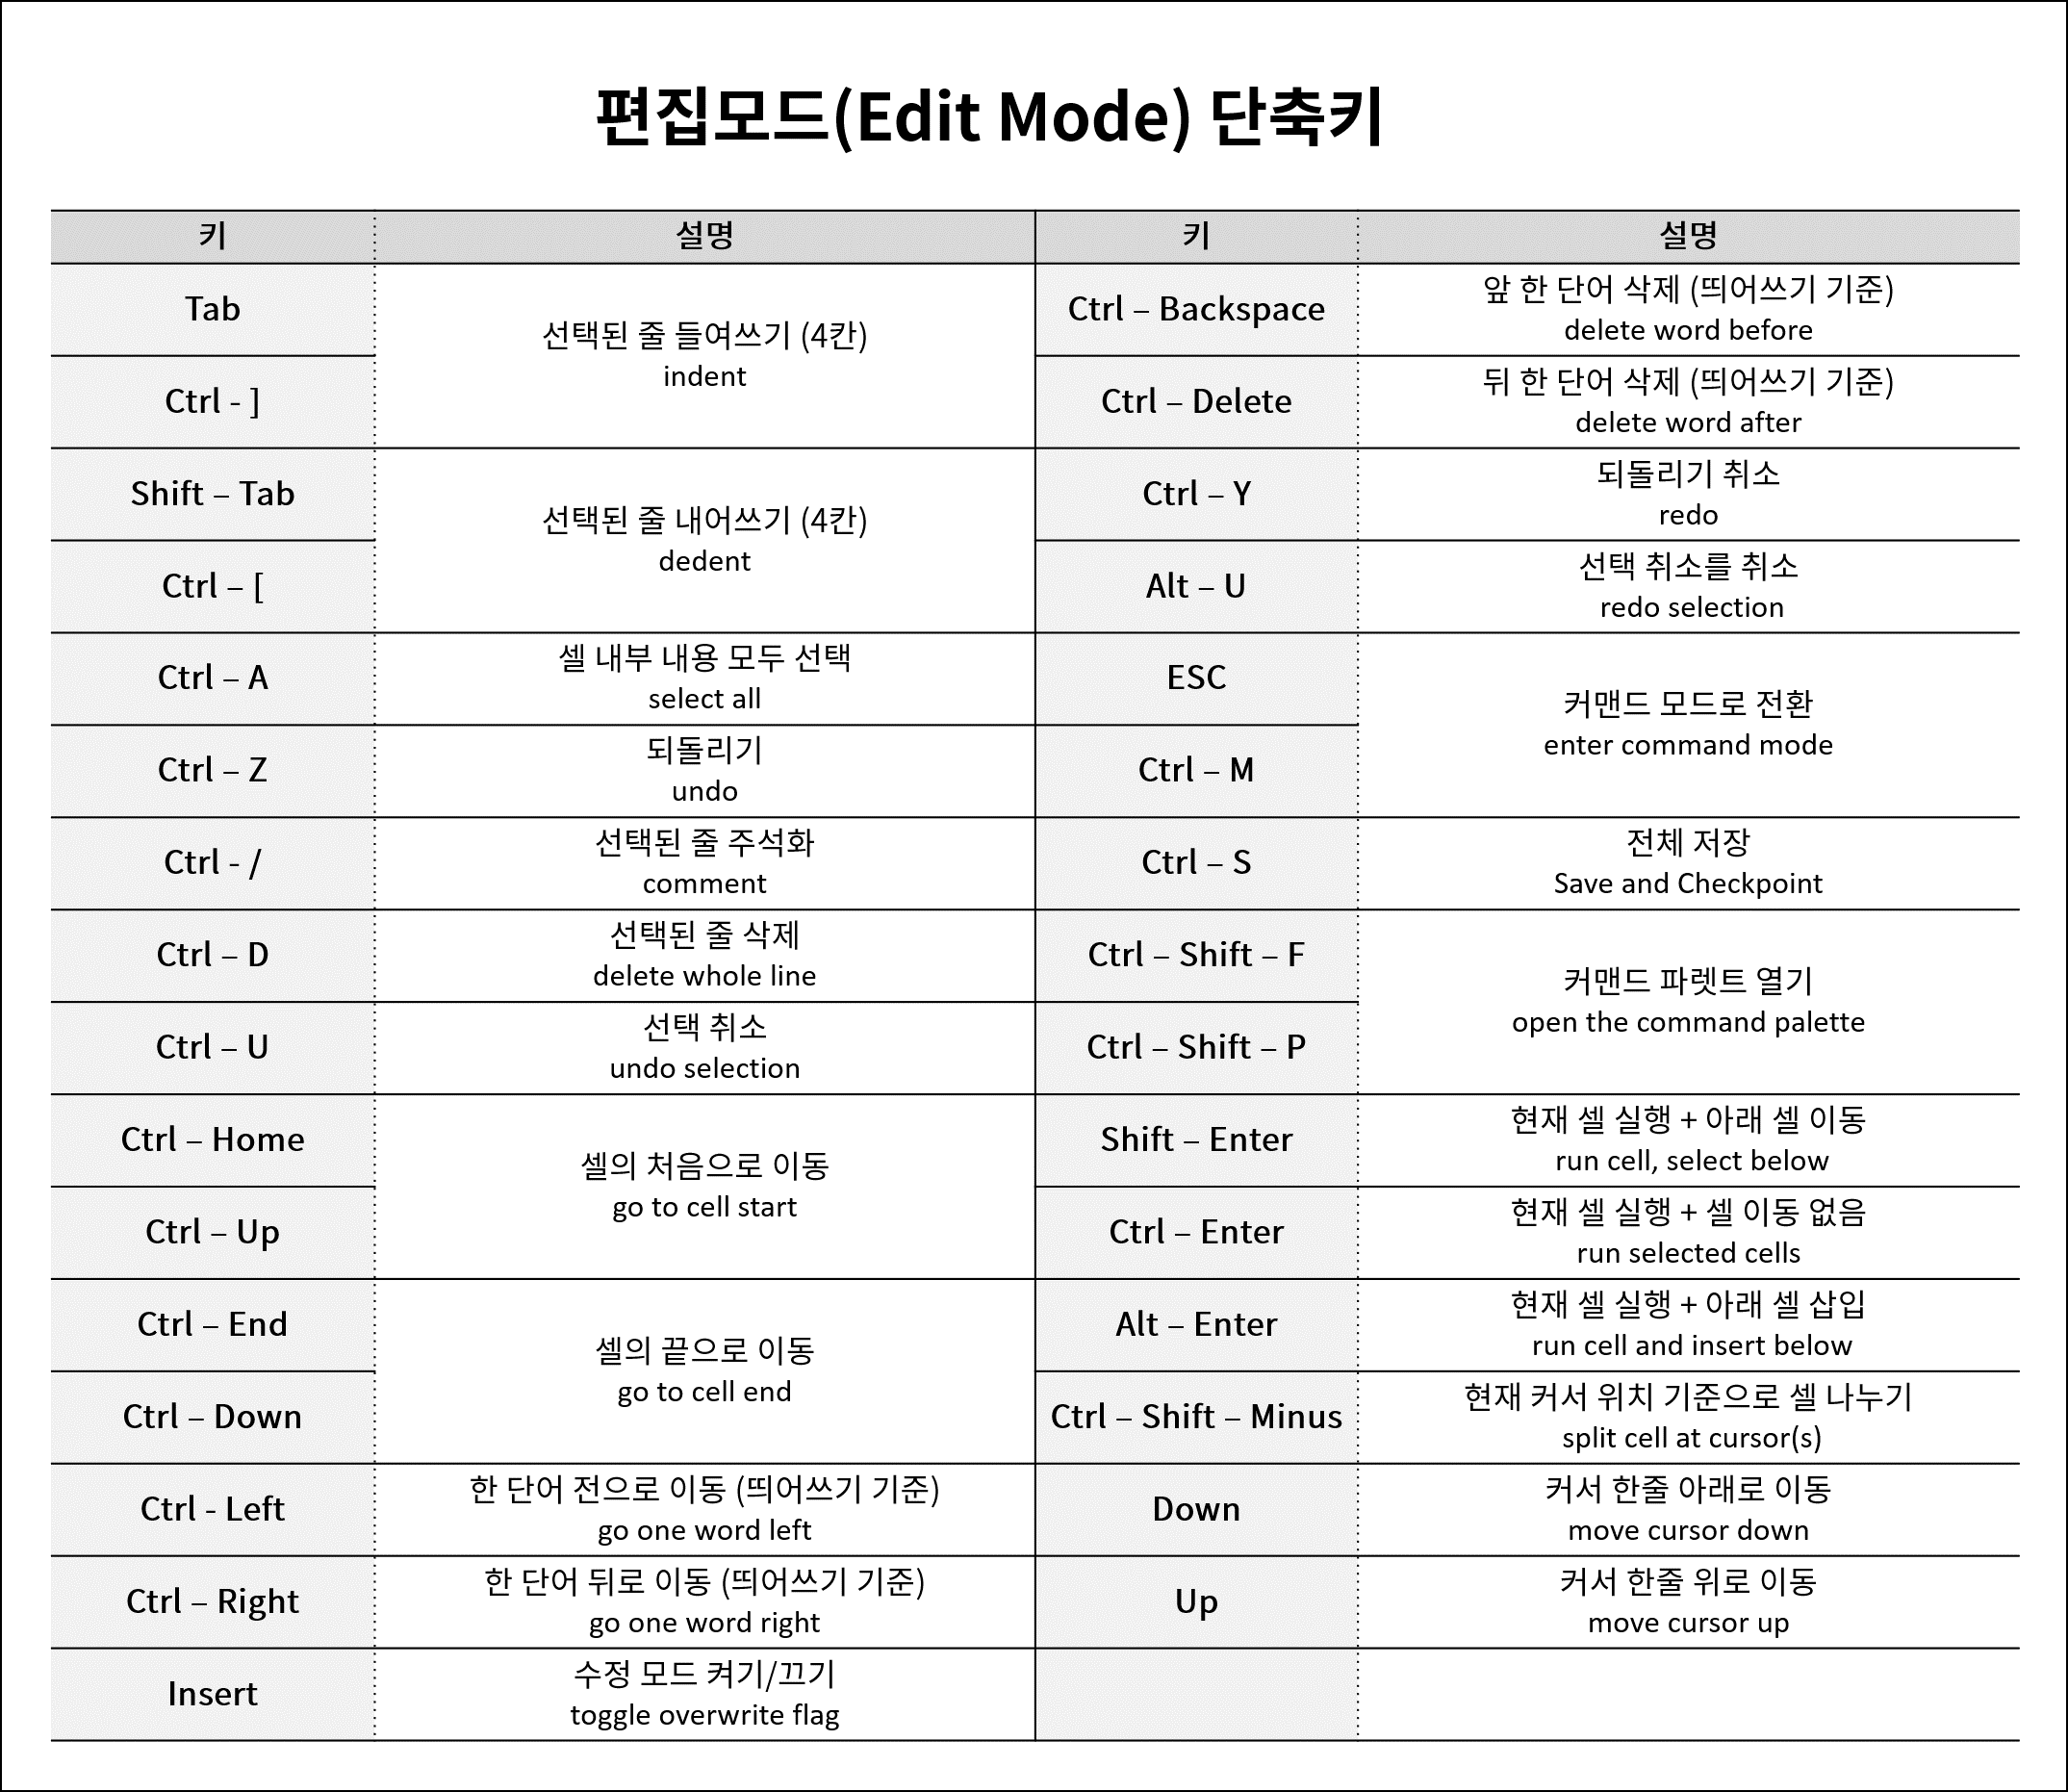 편집모드(Edit Mode) 단축키
키 설명 키 설명
Tab
선택된 줄 들여쓰기 (4칸)
indent
Ctrl - ]
Shift – Tab
선택된 줄 내어쓰기 (4칸)
dedent
Ctrl – [
Ctrl – A
셀 내부 내용 모두 선택
select all
Ctrl – Z
되돌리기
undo
Ctrl - /
선택된 줄 주석화
comment
Ctrl – D
선택된 줄 삭제
delete whole line
Ctrl – U
선택 취소
undo selection
Ctrl – Home
셀의 처음으로 이동
go to cell start
Ctrl – Up
Ctrl – End
셀의 끝으로 이동
go to cell end
Ctrl – Down
Ctrl - Left
한 단어 전으로 이동 (띄어쓰기 기준)
go one word left
Ctrl – Right
한 단어 뒤로 이동 (띄어쓰기 기준)
go one word right
Insert
수정 모드 켜기/끄기
toggle overwrite flag
Ctrl – Backspace
앞 한 단어 삭제 (띄어쓰기 기준)
delete word before
Ctrl – Delete
뒤 한 단어 삭제 (띄어쓰기 기준)
delete word after
Ctrl – Y
되돌리기 취소
redo
Alt – U
선택 취소를 취소
redo selection
ESC
커맨드 모드로 전환
enter command mode
Ctrl – M
Ctrl – S
전체 저장
Save and Checkpoint
Ctrl – Shift – F
커맨드 파렛트 열기
open the command palette
Ctrl – Shift – P
Shift – Enter
현재 셀 실행 + 아래 셀 이동
run cell, select below
Ctrl – Enter
현재 셀 실행 + 셀 이동 없음
run selected cells
Alt – Enter
현재 셀 실행 + 아래 셀 삽입
run cell and insert below
Ctrl – Shift – Minus
현재 커서 위치 기준으로 셀 나누기
split cell at cursor(s)
Down
커서 한줄 아래로 이동
move cursor down
Up
커서 한줄 위로 이동
move cursor up